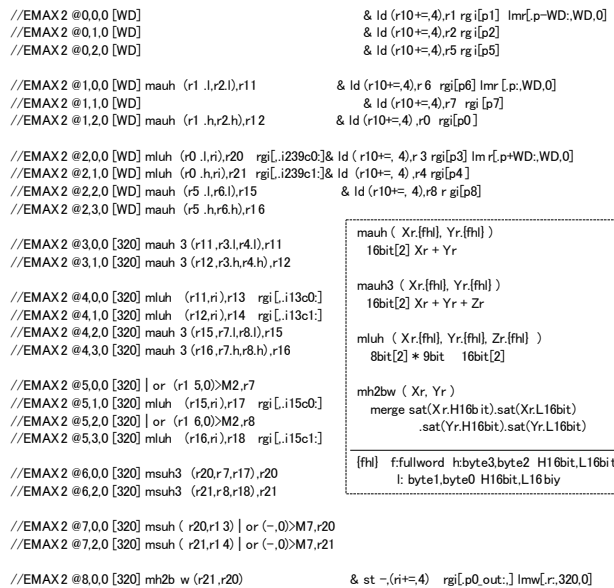 //EMAX2 @0,0,0 [WD] & ld (r10+=,4),r1 rgi[p1] lmr[.p-WD:,WD,0]
//EMAX2 @0,1,0 [WD] & ld (r10+=,4),r2 rgi[p2]
//EMAX2 @0,2,0 [WD] & ld (r10+=,4),r5 rgi[p5]
//EMAX2 @1,0,0 [WD] mauh (r1 .l,r2.l),r11 & ld (r10+=,4),r6 rgi[p6] lmr [.p:,WD,0]
//EMAX2 @1,1,0 [WD] & ld (r10+=,4),r7 rgi [p7]
//EMAX2 @1,2,0 [WD] mauh (r1 .h,r2.h),r12 & ld (r10+=,4) ,r0 rgi[p0 ]
//EMAX2 @2,0,0 [WD] mluh (r0 .l,ri),r20 rgi[,.i239c0:]& ld ( r10+=, 4),r3 rgi[p3] lmr[.p+WD:,WD,0]
//EMAX2 @2,1,0 [WD] mluh (r0 .h,ri),r21 rgi[,.i239c1:]& ld ( r10+=, 4) ,r4 rgi[p4 ]
//EMAX2 @2,2,0 [WD] mauh (r5 .l,r6.l),r15 & ld (r10+=, 4),r8 rgi[p8]
//EMAX2 @2,3,0 [WD] mauh (r5 .h,r6.h),r16
//EMAX2 @3,0,0 [320] mauh 3 (r11 ,r3.l,r4.l),r11
//EMAX2 @3,1,0 [320] mauh 3 (r12 ,r3.h,r4.h),r12
//EMAX2 @4,0,0 [320] mluh (r11,ri),r13 rgi[,.i13c0:]
//EMAX2 @4,1,0 [320] mluh (r12,ri),r14 rgi[,.i13c1:]
//EMAX2 @4,2,0 [320] mauh 3 (r15,r7.l,r8.l),r15
//EMAX2 @4,3,0 [320] mauh 3 (r16,r7.h,r8.h),r16
//EMAX2 @5,0,0 [320] | or (r1 5,0)>M2,r7
//EMAX2 @5,1,0 [320] mluh (r15,ri),r17 rgi[,.i15c0:]
//EMAX2 @5,2,0 [320] | or (r1 6,0)>M2,r8
//EMAX2 @5,3,0 [320] mluh (r16,ri),r18 rgi[,.i15c1:]
//EMAX2 @6,0,0 [320] msuh3 (r20,r7,r17),r20
//EMAX2 @6,2,0 [320] msuh3 (r21,r8,r18),r21
//EMAX2 @7,0,0 [320] msuh ( r20,r1 3) | or (-,0)>M7,r20
//EMAX2 @7,2,0 [320] msuh ( r21,r1 4) | or (-,0)>M7,r21
//EMAX2 @8,0,0 [320] mh2b w (r21 ,r20) & st -,(ri+=,4) rgi[.p0_out:,] lmw[.r:,320,0]
mauh ( Xr.{fhl}, Yr.{fhl} )
16bit[2] Xr + Yr
mauh3 ( Xr.{fhl}, Yr.{fhl} )
16bit[2] Xr + Yr + Zr
mluh ( Xr.{fhl}, Yr.{fhl}, Zr.{fhl} )
8bit[2] * 9bit 16bit[2]
mh2bw ( Xr, Yr )
merge sat(Xr.H16bit).sat(Xr.L16bit)
.sat(Yr.H16bit).sat(Yr.L16bit)
{fhl} f:fullword h:byte3,byte2 H16bit,L16bit
l: byte1,byte0 H16bit,L16biy